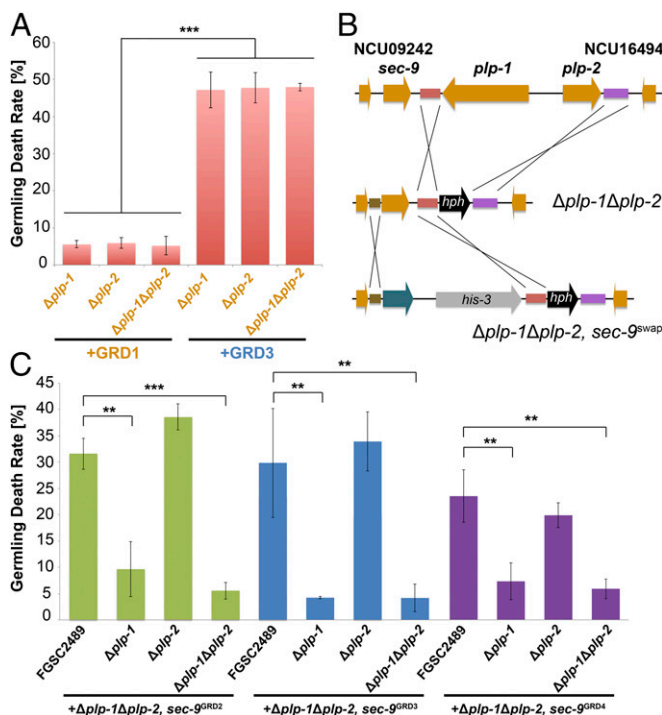 A
Germling Death Rate [%]
60
50
40
30
20
10
0
***
Δplp-1
Δplp-2
Δplp-1Δplp-2
Δplp-1
Δplp-2
Δplp-1Δplp-2
+GRD1
+GRD3
B
NCU09242
NCU16494
sec-9
plp-1
plp-2
hph
Δplp-1Δplp-2
his-3
hph
Δplp-1Δplp-2, sec-9swap
C
Germling Death Rate [%]
45
40
35
30
25
20
15
10
5
0
**
***
**
**
**
**
FGSC2489
Δplp-1
Δplp-2
Δplp-1Δplp-2
FGSC2489
Δplp-1
Δplp-2
Δplp-1Δplp-2
FGSC2489
Δplp-1
Δplp-2
Δplp-1Δplp-2
+Δplp-1Δplp-2, sec-9GRD2
+Δplp-1Δplp-2, sec-9GRD3
+Δplp-1Δplp-2, sec-9GRD4